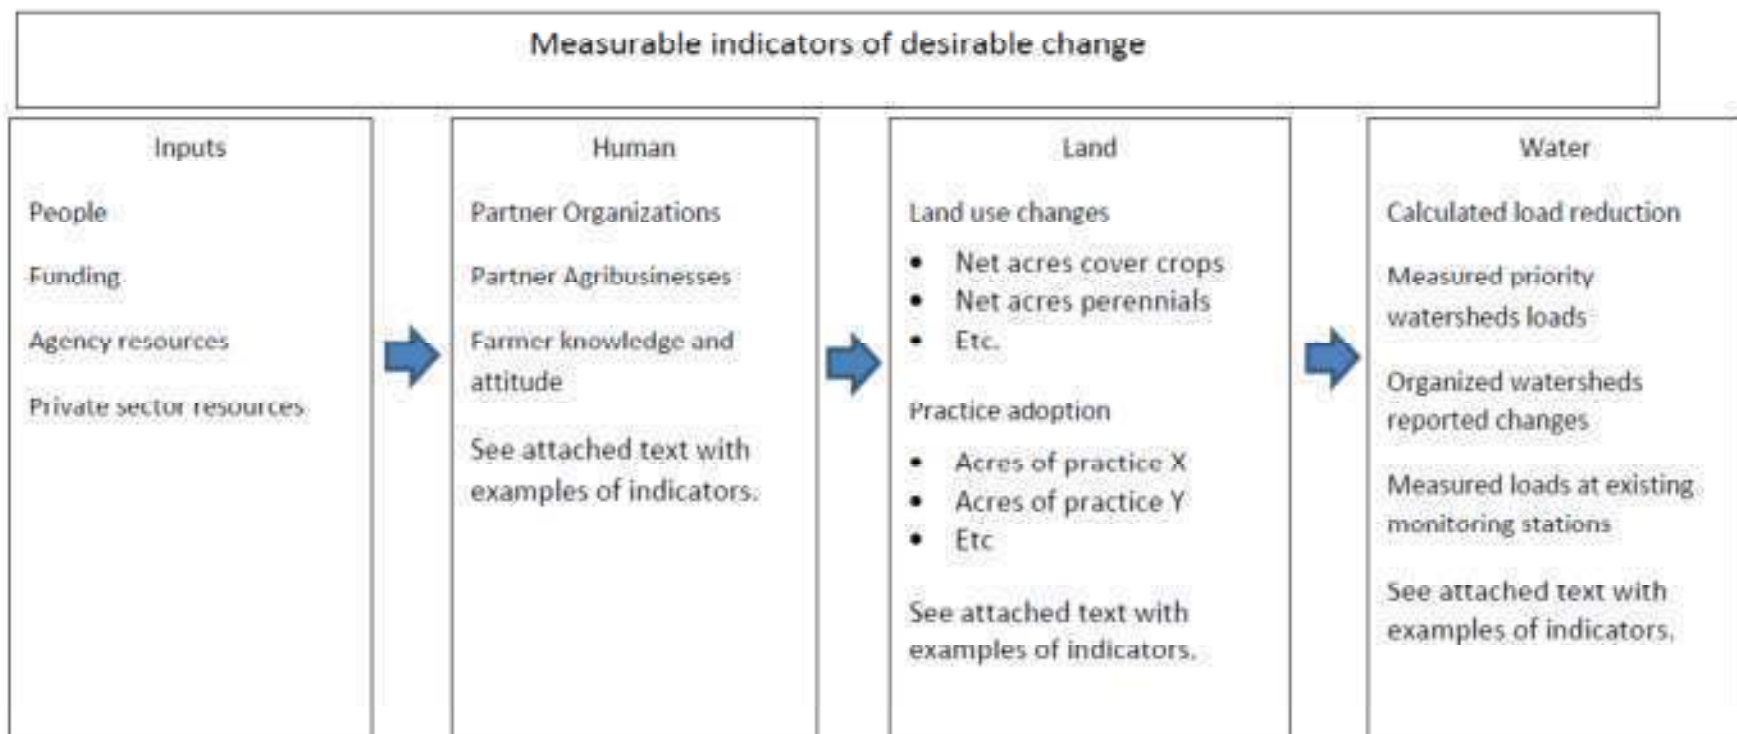 Measurable indicators of desirable change
Inputs
People
Funding
Agency resources
Private sector resources
Human
Partner Organizations
Partner Agribusinesses
Farmer knowledge and
attitude
See attached text with
examples of indicators.
Land
Land use changes
• Net acres cover crops
• Net acres perennials
• Etc.
Practice adoption
• Acres of practice X
• Acres of practice Y
• Etc
See attached text with
examples of indicators.
Water
Calculated load reduction
Measured priority
watersheds loads
Organized watersheds
reported changes
Measured loads at existing
monitoring stations
See attached text with
examples of indicators.